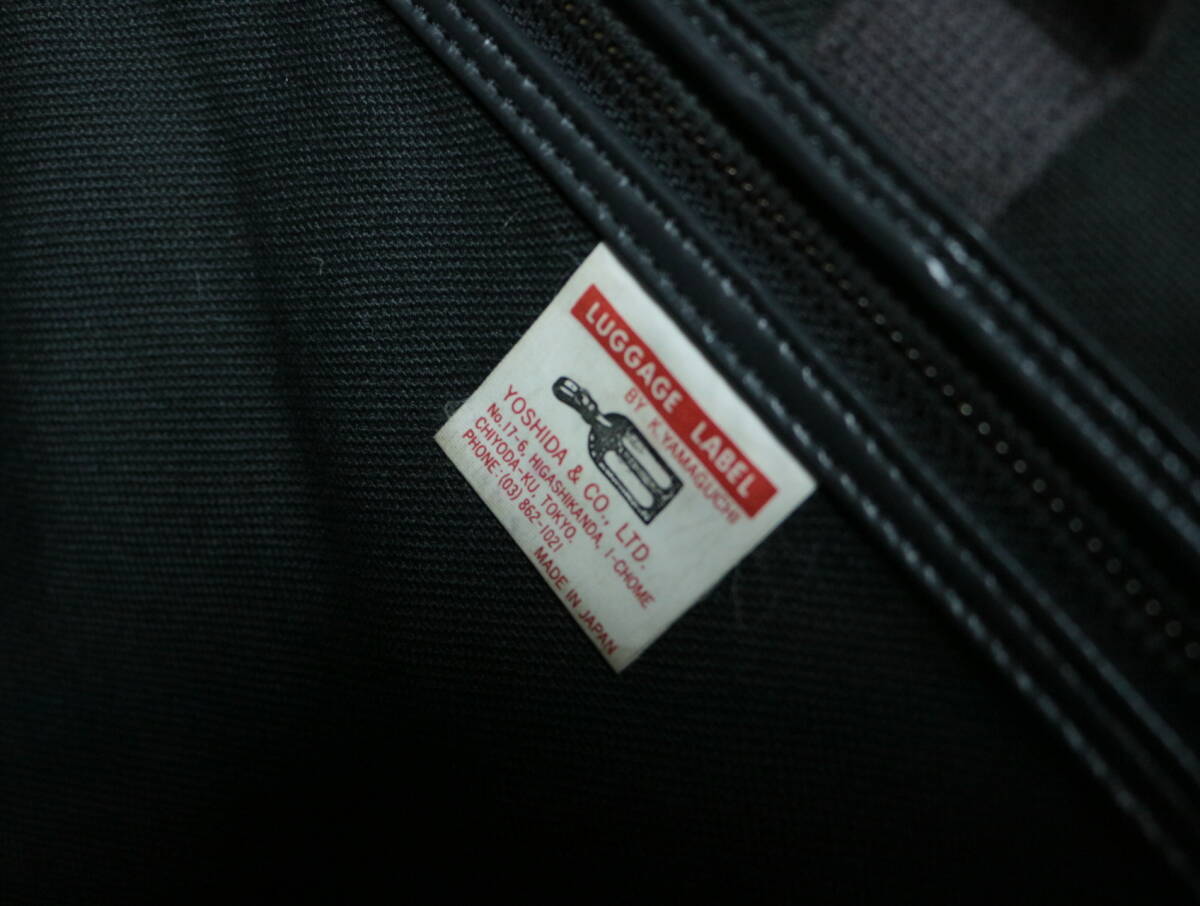 LUGGAGE LABEL
BY K.YAMAGUCHI
YOSHIDA & CO., LTD.
No.17-6, HIGASHIKANDA, 1-CHOME
CHIYODA-KU, TOKYO.
PHONE: (03) 862-1021
MADE IN JAPAN